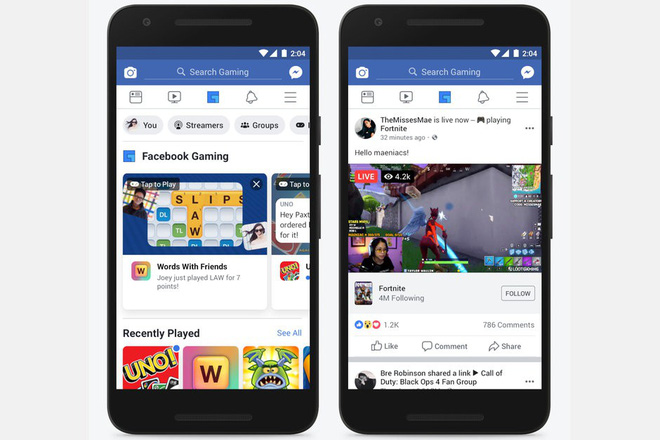 2:04
Search Gaming
You
Streamers
Groups
Facebook Gaming
Tap to Play
SLIPS
A
W
DL
TL
W
Words With Friends
Joey just played LAW for 7
points!
Tap to
UNO
Hey Paxt
ordered
for it!
UNO
Recently Played
See All
UNO!
W
2:04
Search Gaming
TheMissesMae is live now – playing
Fortnite
32 minutes ago
Hello maeniacs!
LIVE 4.2k
Fortnite
4M Following
FOLLOW
1.2K
786 Comments
Like
Comment
Share
Bre Robinson shared a link ▶ Call of
Duty: Black Ops 4 Fan Group